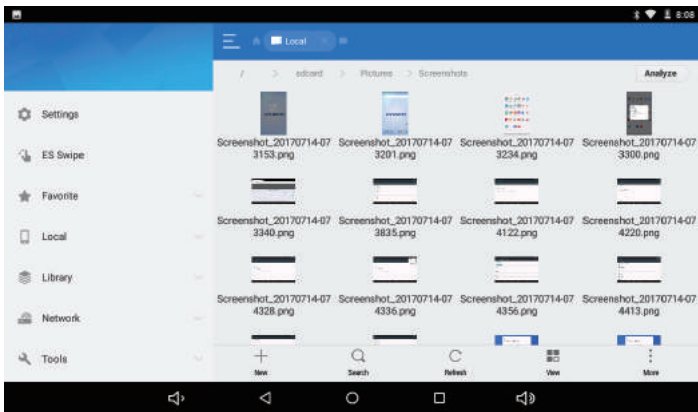 8:08
Local
/ > sdcard > Pictures > Screenshots
Analyze
Settings
ES Swipe
Favorite
Local
Library
Network
Tools
Screenshot_20170714-07 Screenshot_20170714-07 Screenshot_20170714-07 Screenshot_20170714-07
3153.png 3201.png 3234.png 3300.png
Screenshot_20170714-07 Screenshot_20170714-07 Screenshot_20170714-07 Screenshot_20170714-07
3340.png 3835.png 4122.png 4220.png
Screenshot_20170714-07 Screenshot_20170714-07 Screenshot_20170714-07 Screenshot_20170714-07
4328.png 4336.png 4356.png 4413.png
New Search Refresh View More